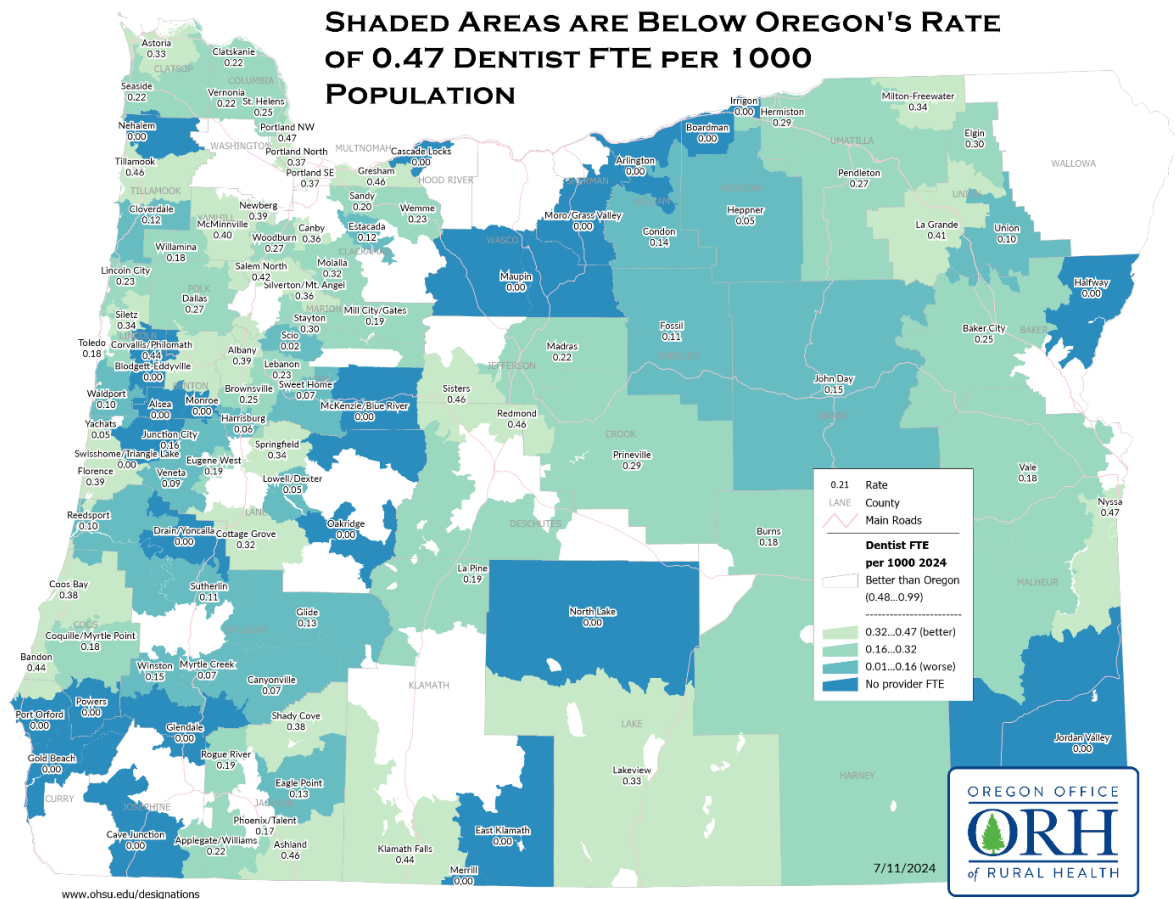 SHADED AREAS ARE BELOW OREGON'S RATE
OF 0.47 DENTIST FTE PER 1000
POPULATION
Astoria
0.33
CLATSOP
Clatskanie
0.22
COLUMBIA
Seaside
0.22
Vernonia
0.22
St. Helens
0.25
Nehalem
0.00
Portland NW
0.47
WASHINGTON
MULTNOMAH
Portland North
0.37
Portland SE
0.37
Cascade Locks
0.00
HOOD RIVER
Tillamook
0.46
TILLAMOOK
Gresham
0.46
Sandy
0.20
Wemme
0.23
Cloverdale
0.12
YAMHILL
Newberg
0.39
McMinnville
0.40
Canby
0.36
Woodburn
0.27
Estacada
0.12
CLACKAMAS
Willamina
0.18
Molalla
0.32
Lincoln City
0.23
Salem North
0.42
Silverton/Mt. Angel
0.36
POLK
Dallas
0.27
MARION
Mill City/Gates
0.19
Siletz
0.34
Stayton
0.30
LINCOLN
Scio
0.02
Toledo
0.18
Corvallis/Philomath
0.44
Albany
0.39
Blodgett-Eddyville
0.00
Lebanon
0.23
BENTON
Sweet Home
0.07
Waldport
0.10
Alsea
0.00
Monroe
0.00
Brownsville
0.25
McKenzie/Blue River
0.00
Yachats
0.05
Harrisburg
0.06
Junction City
0.16
Swisshome/Triangle Lake
0.00
Eugene West
0.19
Springfield
0.34
Florence
0.39
Veneta
0.09
Lowell/Dexter
0.05
LANE
Reedsport
0.10
Drain/Yoncalla
0.00
Cottage Grove
0.32
Oakridge
0.00
Coos Bay
0.38
Sutherlin
0.11
Glide
0.13
DOUGLAS
COOS
Coquille/Myrtle Point
0.18
Bandon
0.44
Winston
0.15
Myrtle Creek
0.07
Canyonville
0.07
Powers
0.00
Port Orford
0.00
Glendale
0.00
Shady Cove
0.38
Gold Beach
0.00
Rogue River
0.19
Eagle Point
0.13
CURRY
JOSEPHINE
JACKSON
Cave Junction
0.00
Phoenix/Talent
0.17
Applegate/Williams
0.22
Ashland
0.46
Irrigon
0.00
Hermiston
0.29
Milton-Freewater
0.34
Boardman
0.00
UMATILLA
Elgin
0.30
WALLOWA
Arlington
0.00
Pendleton
0.27
SHERMAN
GILLIAM
MORROW
UNION
Moro/Grass Valley
0.00
Heppner
0.05
La Grande
0.41
Union
0.10
WASCO
Condon
0.14
Maupin
0.00
Halfway
0.00
Fossil
0.11
WHEELER
Baker City
0.25
BAKER
Madras
0.22
JEFFERSON
John Day
0.15
GRANT
Sisters
0.46
Redmond
0.46
CROOK
Prineville
0.29
Vale
0.18
Nyssa
0.47
DESCHUTES
Burns
0.18
La Pine
0.19
MALHEUR
North Lake
0.00
KLAMATH
LAKE
Lakeview
0.33
HARNEY
Jordan Valley
0.00
East Klamath
0.00
Klamath Falls
0.44
Merrill
0.00
0.21 Rate
LANE County
Main Roads
Dentist FTE
per 1000 2024
Better than Oregon
(0.48...0.99)
0.32...0.47 (better)
0.16...0.32
0.01...0.16 (worse)
No provider FTE
7/11/2024
OREGON OFFICE
ORH
of RURAL HEALTH
www.ohsu.edu/designations